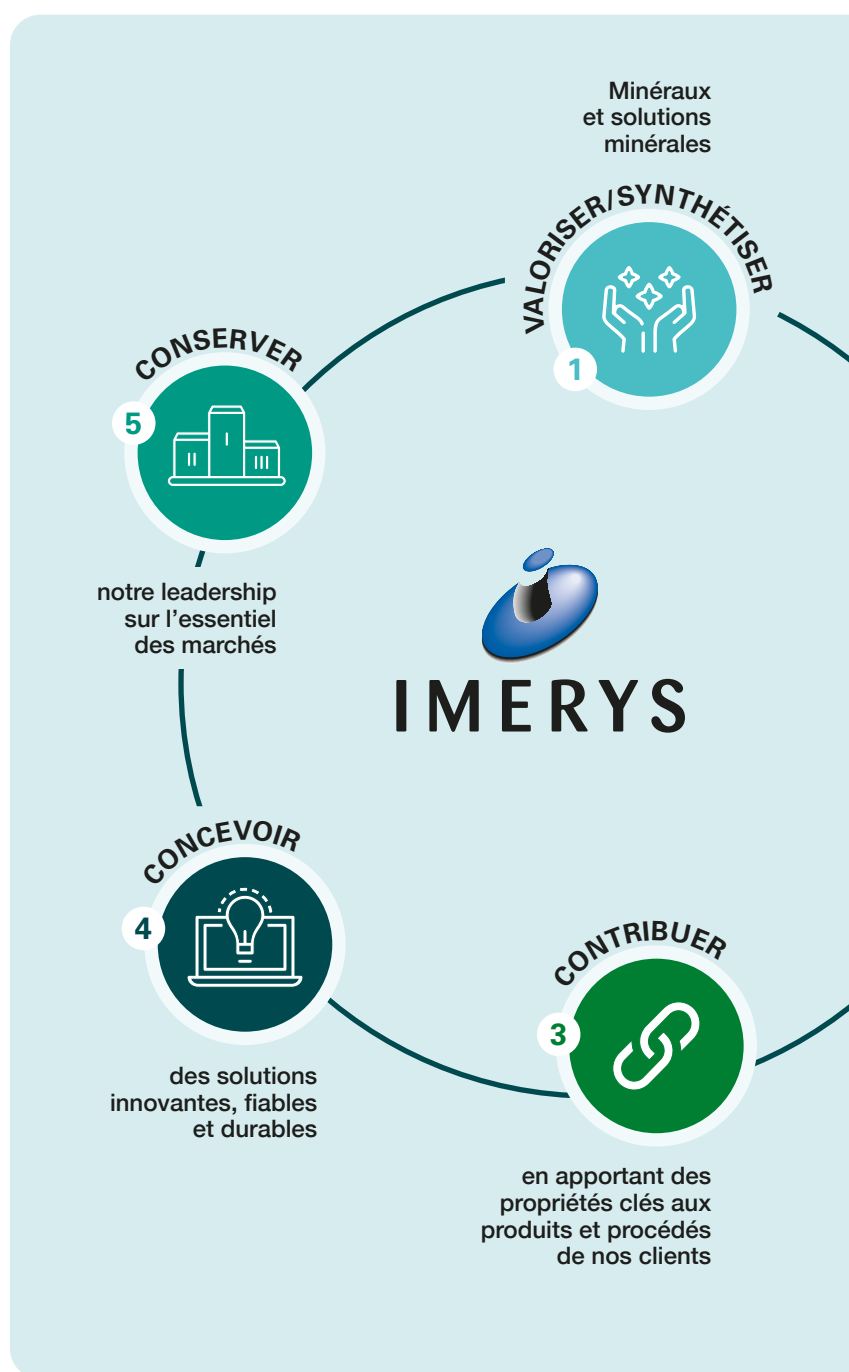 Minéraux
et solutions
minérales
VALORISER/SYNTHÉTISER
1
CONSERVER
5
II
I
III
notre leadership
sur l’essentiel
des marchés
IMERYS
CONCEVOIR
4
des solutions
innovantes, fiables
et durables
CONTRIBUER
3
en apportant des
propriétés clés aux
produits et procédés
de nos clients